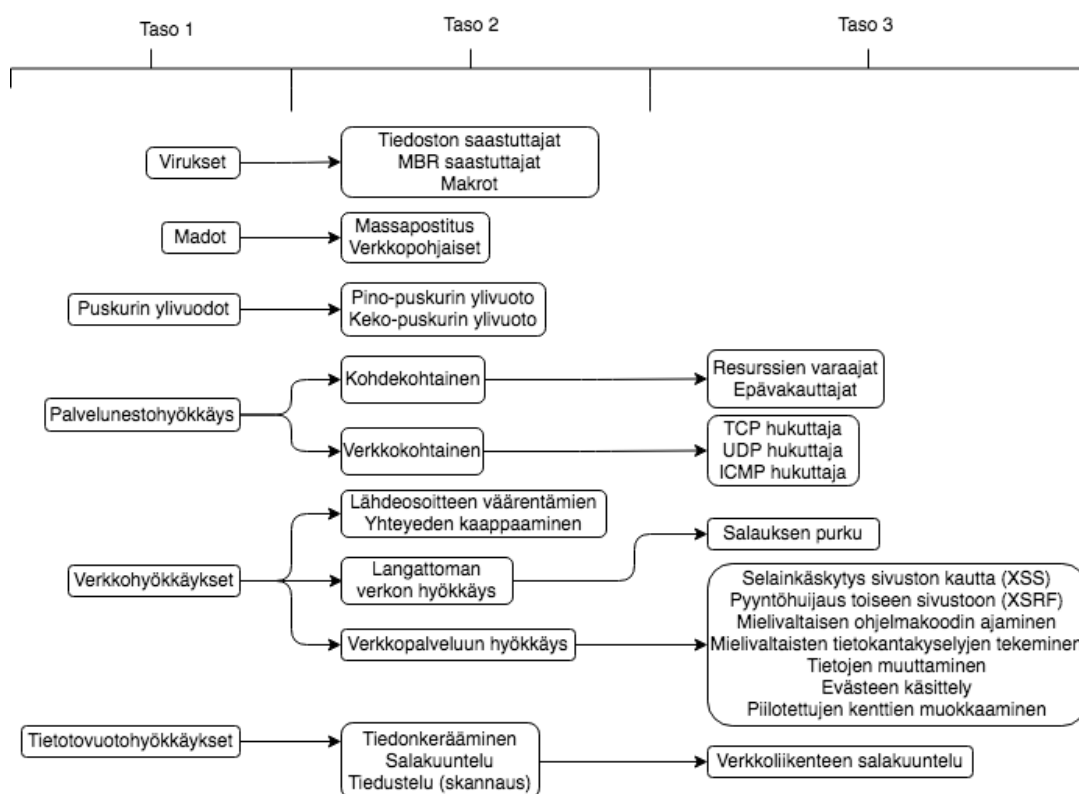 Taso 1
Taso 2
Taso 3
Virukset
Tiedoston saastuttajat
MBR saastuttajat
Makrot
Madot
Massapostitus
Verkkopohjaiset
Puskurin ylivuodot
Pino-puskurin ylivuoto
Keko-puskurin ylivuoto
Palvelunestohyökkäys
Kohdekohtainen
Resurssien varaajat
Epävakauttajat
Verkkokohtainen
TCP hukuttaja
UDP hukuttaja
ICMP hukuttaja
Verkkohyökkäykset
Lähdeosoitteen väärentämien
Yhteyeden kaappaaminen
Langattoman
verkon hyökkäys
Salauksen purku
Verkkopalveluun hyökkäys
Selainkäskytys sivuston kautta (XSS)
Pyyntöhuijaus toiseen sivustoon (XSRF)
Mielivaltaisen ohjelmakoodin ajaminen
Mielivaltaisten tietokantakyselyjen tekeminen
Tietojen muuttaminen
Evästeen käsittely
Piilotettujen kenttien muokkaaminen
Tietotovuotohyökkäykset
Tiedonkerääminen
Salakuuntelu
Tiedustelu (skannaus)
Verkkoliikenteen salakuuntelu